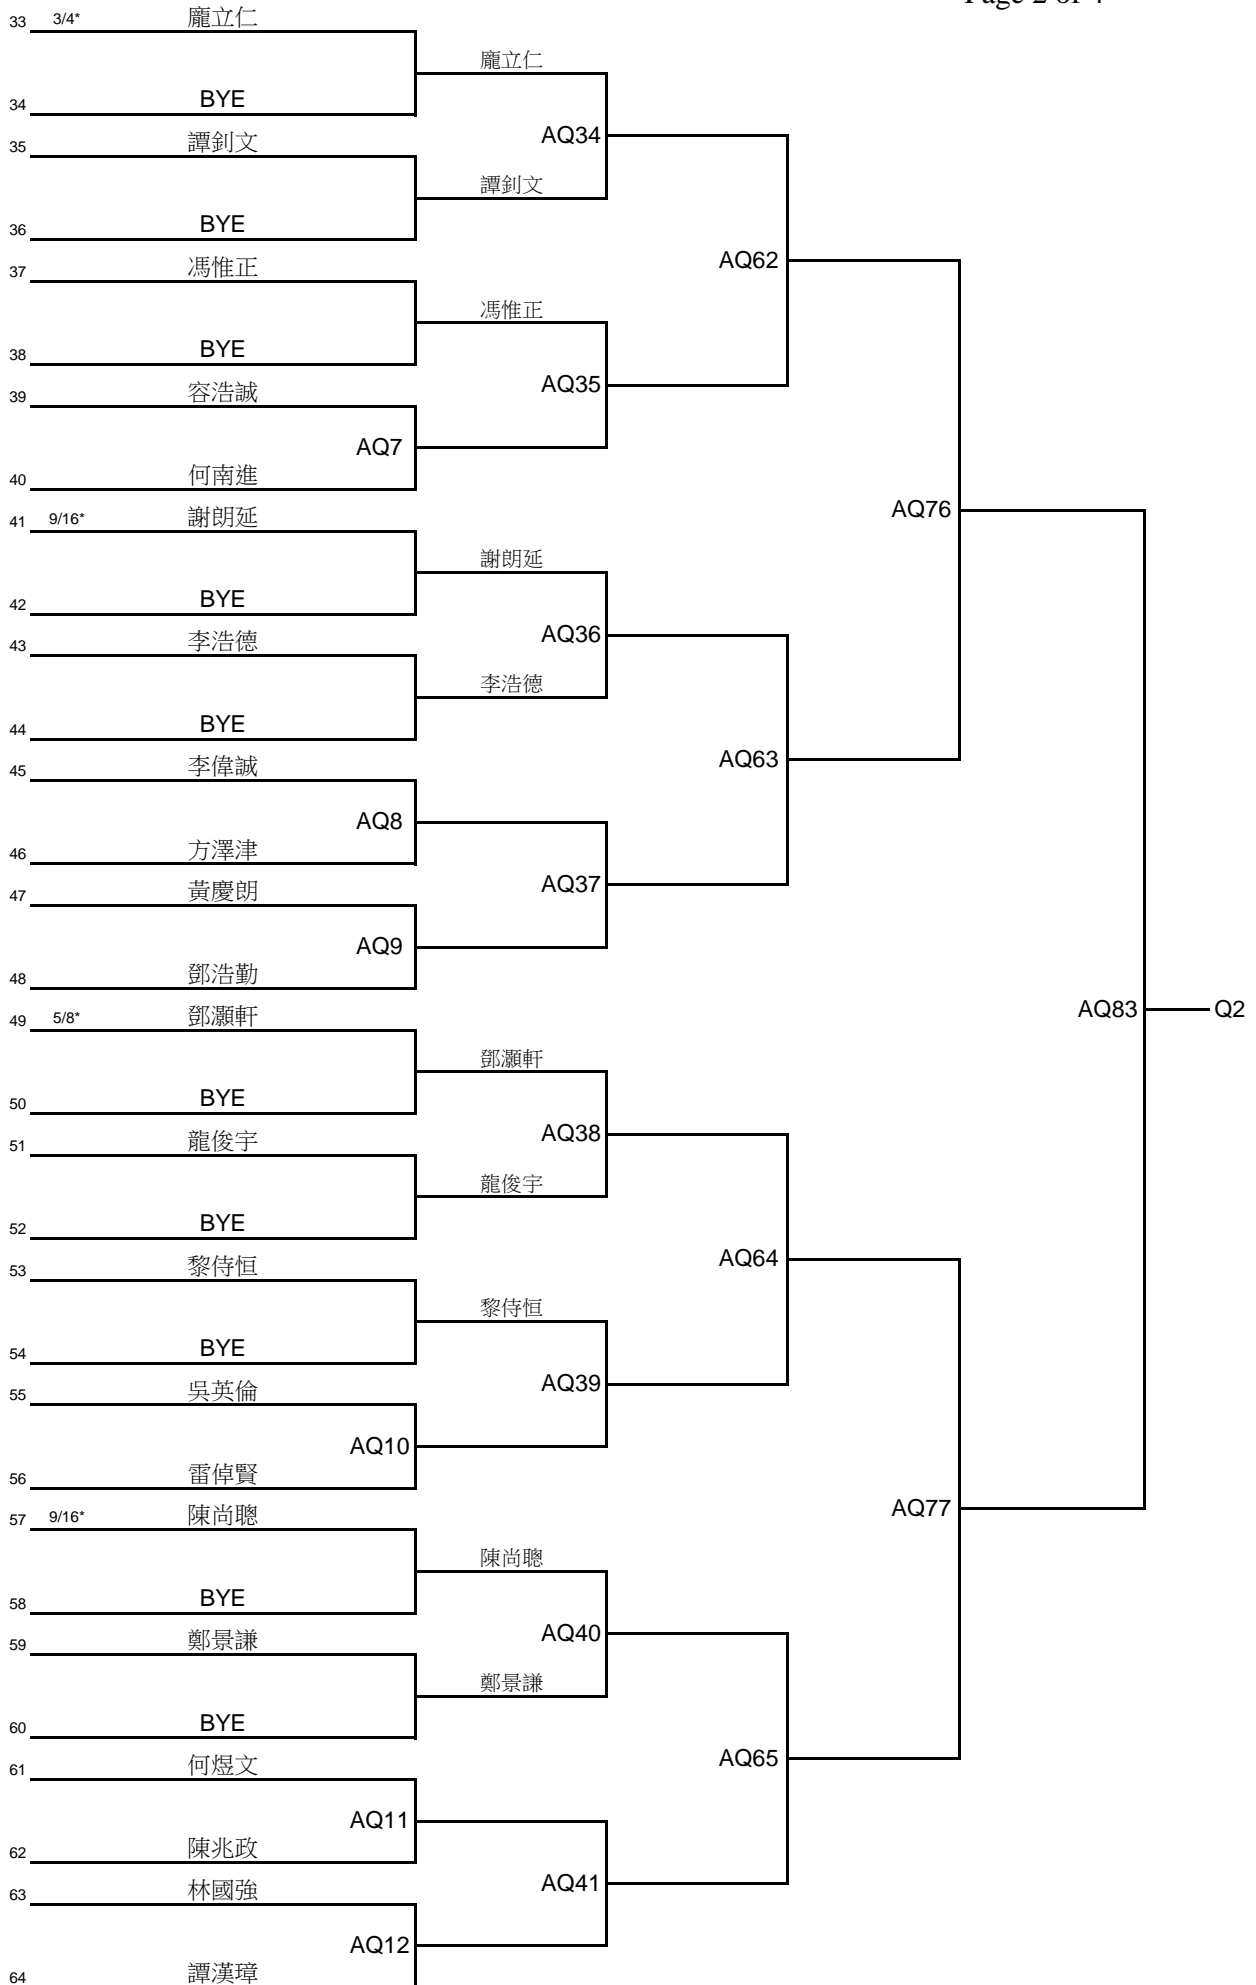 Page 2 of 4
33 3/4* 龐立仁
龐立仁
34 BYE
AQ34
35 譚釗文
譚釗文
36 BYE
AQ62
37 馮惟正
馮惟正
38 BYE
AQ35
39 容浩誠
AQ7
40 何南進
AQ76
41 9/16* 謝朗延
謝朗延
42 BYE
AQ36
43 李浩德
李浩德
44 BYE
AQ63
45 李偉誠
AQ8
46 方澤津
AQ37
47 黃慶朗
AQ9
48 鄧浩勤
AQ83 Q2
49 5/8* 鄧灝軒
鄧灝軒
50 BYE
AQ38
51 龍俊宇
龍俊宇
52 BYE
AQ64
53 黎侍恒
黎侍恒
54 BYE
AQ39
55 吳英倫
AQ10
56 雷倬賢
AQ77
57 9/16* 陳尚聰
陳尚聰
58 BYE
AQ40
59 鄭景謙
鄭景謙
60 BYE
AQ65
61 何煜文
AQ11
62 陳兆政
AQ41
63 林國強
AQ12
64 譚漢璋